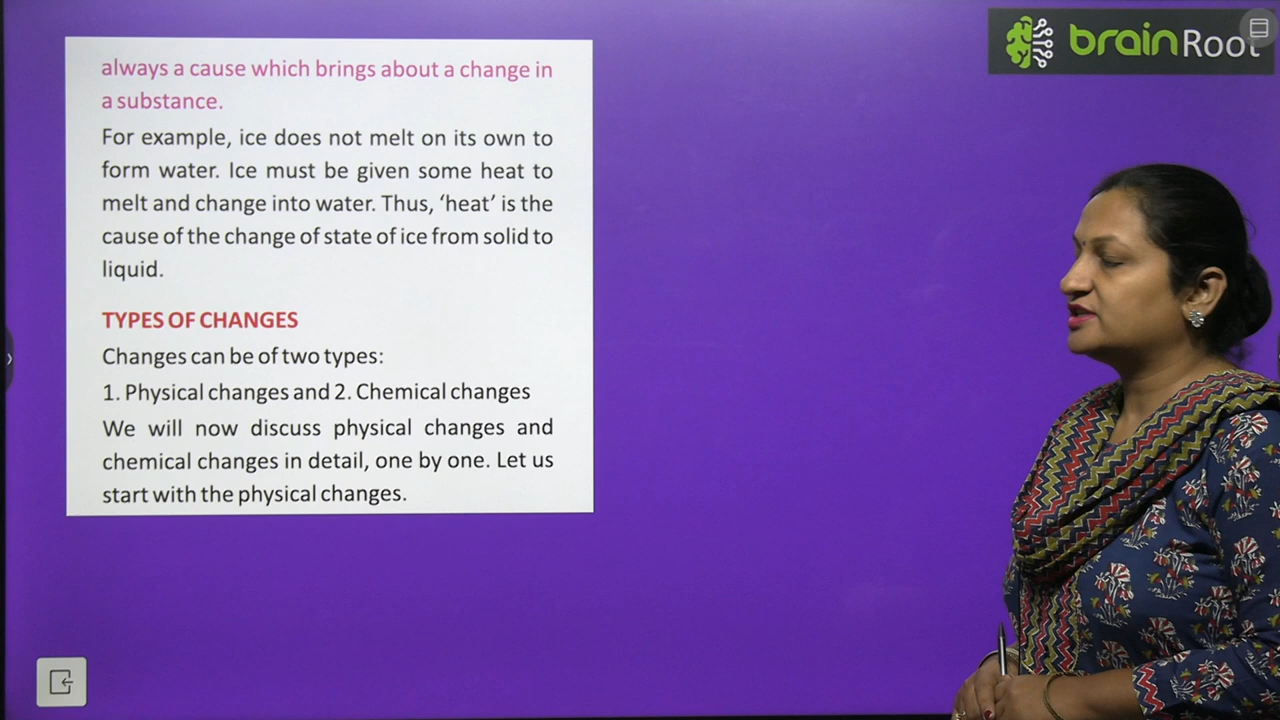 brainRoot
always a cause which brings about a change in
a substance.
For example, ice does not melt on its own to
form water. Ice must be given some heat to
melt and change into water. Thus, ‘heat’ is the
cause of the change of state of ice from solid to
liquid.
TYPES OF CHANGES
Changes can be of two types:
1. Physical changes and 2. Chemical changes
We will now discuss physical changes and
chemical changes in detail, one by one. Let us
start with the physical changes.